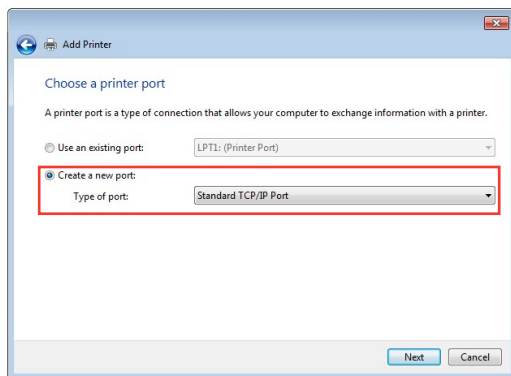 Add Printer
Choose a printer port
A printer port is a type of connection that allows your computer to exchange information with a printer.
Use an existing port: LPT1: (Printer Port)
Create a new port:
Type of port: Standard TCP/IP Port
Next Cancel